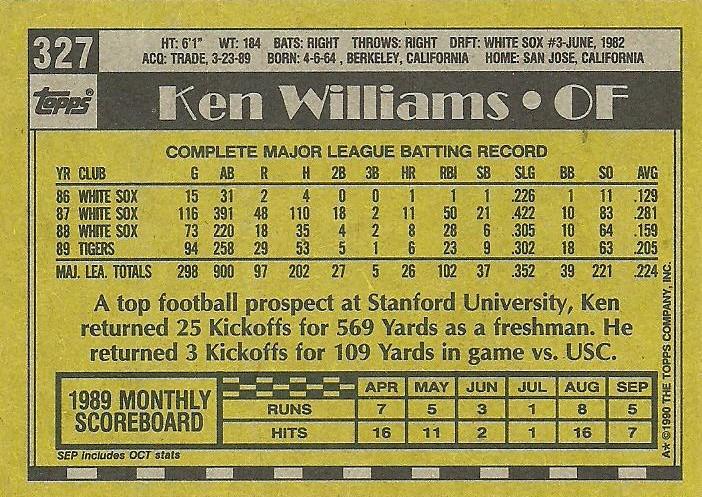 327
HT: 6'1" WT: 184 BATS: RIGHT THROWS: RIGHT DRFT: WHITE SOX #3-JUNE, 1982
ACQ: TRADE, 3-23-89 BORN: 4-6-64, BERKELEY, CALIFORNIA HOME: SAN JOSE, CALIFORNIA
topps®
Ken Williams • OF
COMPLETE MAJOR LEAGUE BATTING RECORD
YR CLUB G AB R H 2B 3B HR RBI SB SLG BB SO AVG
86 WHITE SOX 15 31 2 4 0 0 1 1 1 .226 1 11 .129
87 WHITE SOX 116 391 48 110 18 2 11 50 21 .422 10 83 .281
88 WHITE SOX 73 220 18 35 4 2 8 28 6 .305 10 64 .159
89 TIGERS 94 258 29 53 5 1 6 23 9 .302 18 63 .205
MAJ. LEA. TOTALS 298 900 97 202 27 5 26 102 37 .352 39 221 .224
A top football prospect at Stanford University, Ken
returned 25 Kickoffs for 569 Yards as a freshman. He
returned 3 Kickoffs for 109 Yards in game vs. USC.
1989 MONTHLY
SCOREBOARD
APR MAY JUN JUL AUG SEP
RUNS 7 5 3 1 8 5
HITS 16 11 2 1 16 7
SEP includes OCT stats
A* ©1990 THE TOPPS COMPANY, INC.